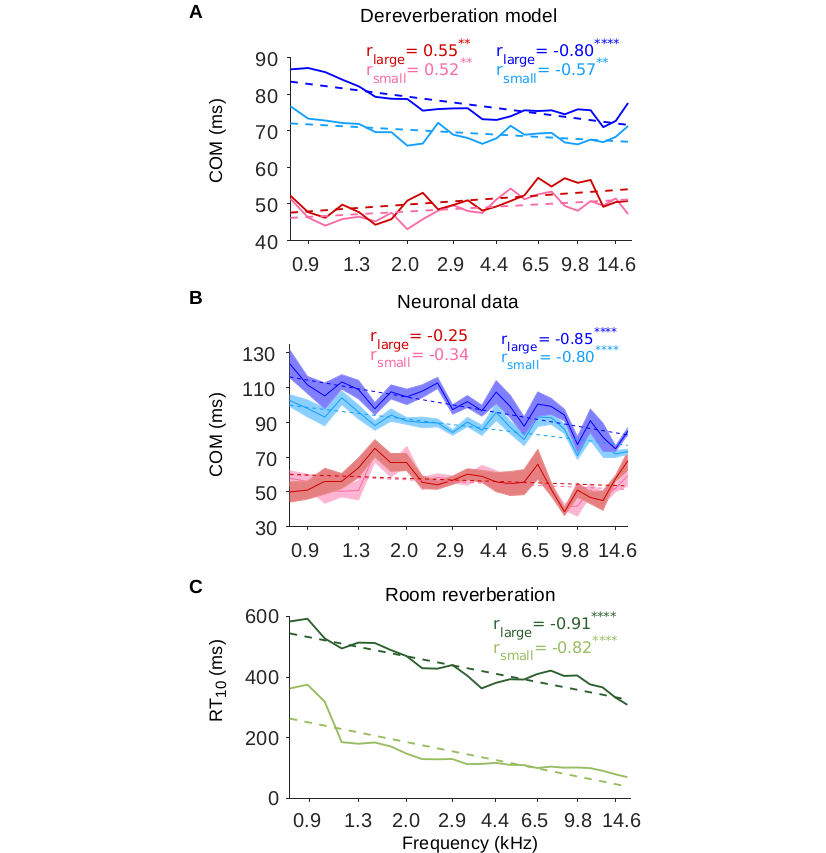 A
Dereverberation model
r_large = 0.55** r_large = -0.80****
r_small = 0.52** r_small = -0.57**
COM (ms)
90
80
70
60
50
40
0.9 1.3 2.0 2.9 4.4 6.5 9.8 14.6
B
Neuronal data
r_large = -0.25 r_large = -0.85****
r_small = -0.34 r_small = -0.80****
COM (ms)
130
110
90
70
50
30
0.9 1.3 2.0 2.9 4.4 6.5 9.8 14.6
C
Room reverberation
r_large = -0.91****
r_small = -0.82****
RT10 (ms)
600
400
200
0
0.9 1.3 2.0 2.9 4.4 6.5 9.8 14.6
Frequency (kHz)